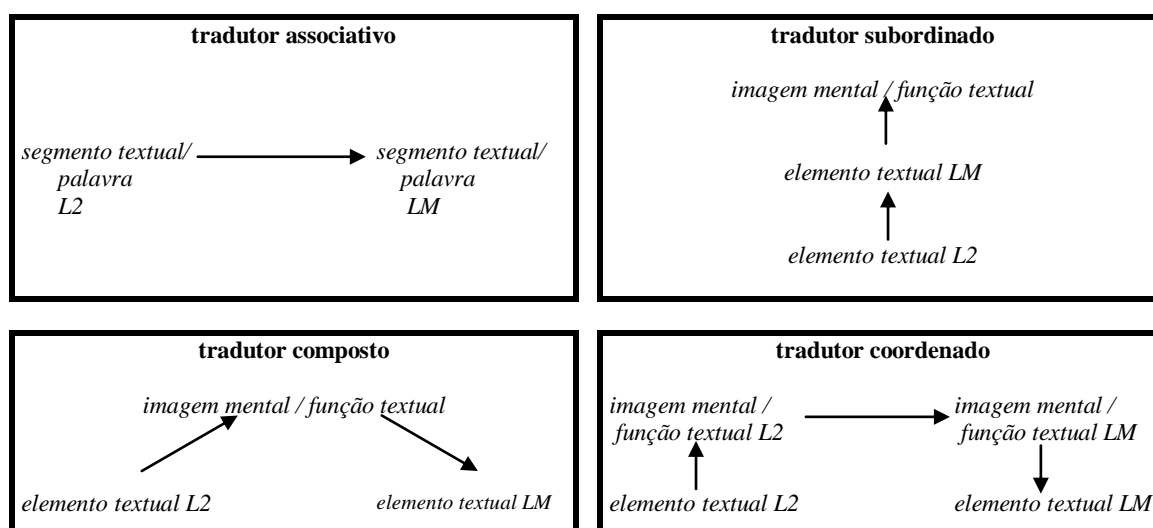 tradutor associativo
segmento textual/
palavra
L2
segmento textual/
palavra
LM
tradutor subordinado
imagem mental / função textual
elemento textual LM
elemento textual L2
tradutor composto
imagem mental / função textual
elemento textual L2
elemento textual LM
tradutor coordenado
imagem mental /
função textual L2
imagem mental /
função textual LM
elemento textual L2
elemento textual LM